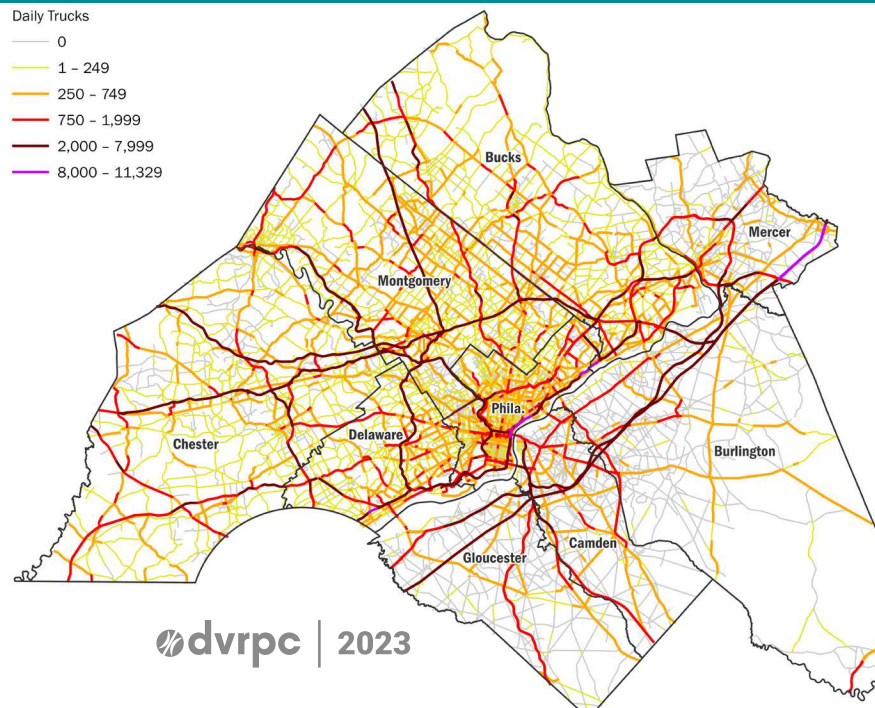 Daily Trucks
0
1 – 249
250 – 749
750 – 1,999
2,000 – 7,999
8,000 – 11,329
Bucks
Mercer
Montgomery
Phila.
Delaware
Chester
Burlington
Camden
Gloucester
dvrpc | 2023